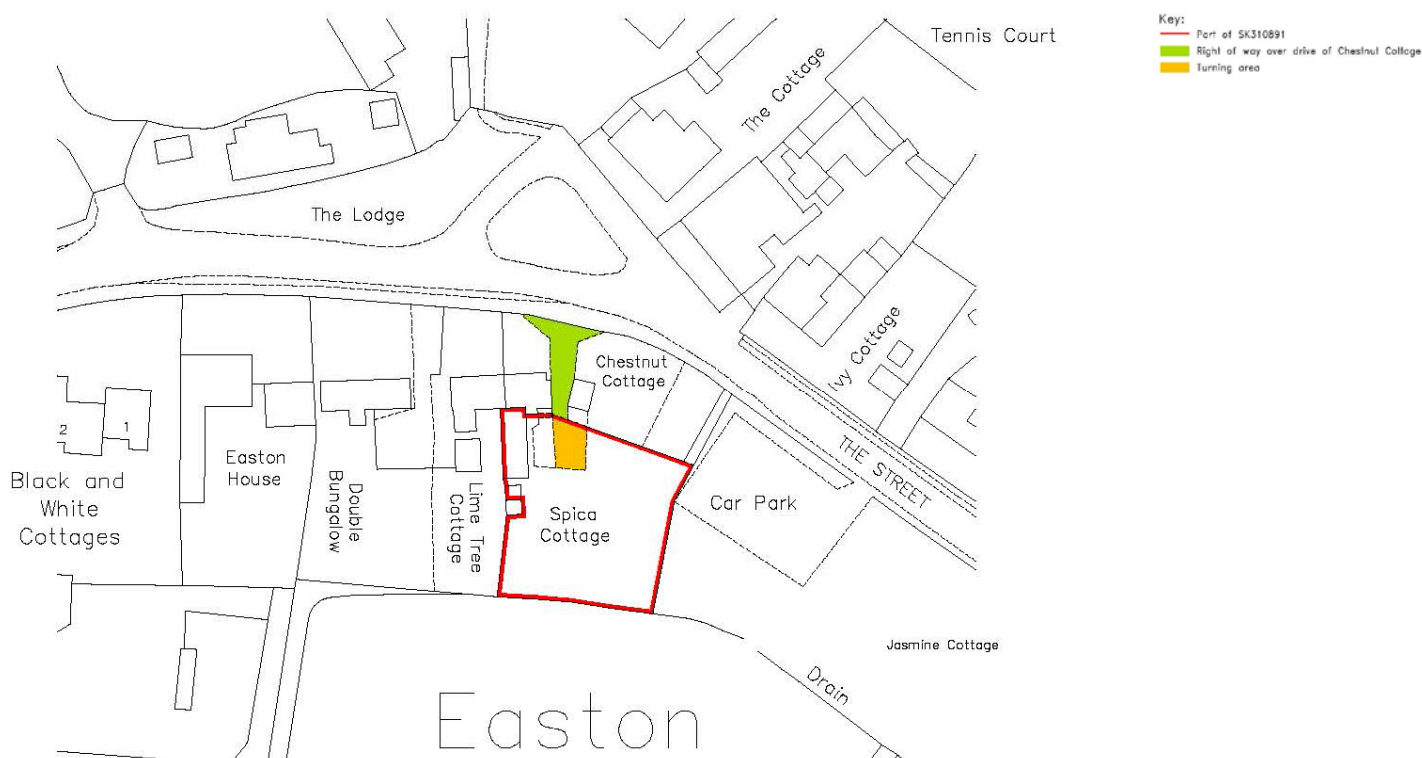 Tennis Court
Key:
Part of SK310891
Right of way over drive of Chestnut Cottage
Turning area
The Cottage
The Lodge
Ivy Cottage
Chestnut
Cottage
THE STREET
2
1
Easton
House
Black and
White
Cottages
Double
Bungalow
Lime Tree
Cottage
Spica
Cottage
Car Park
Jasmine Cottage
Drain
Easton